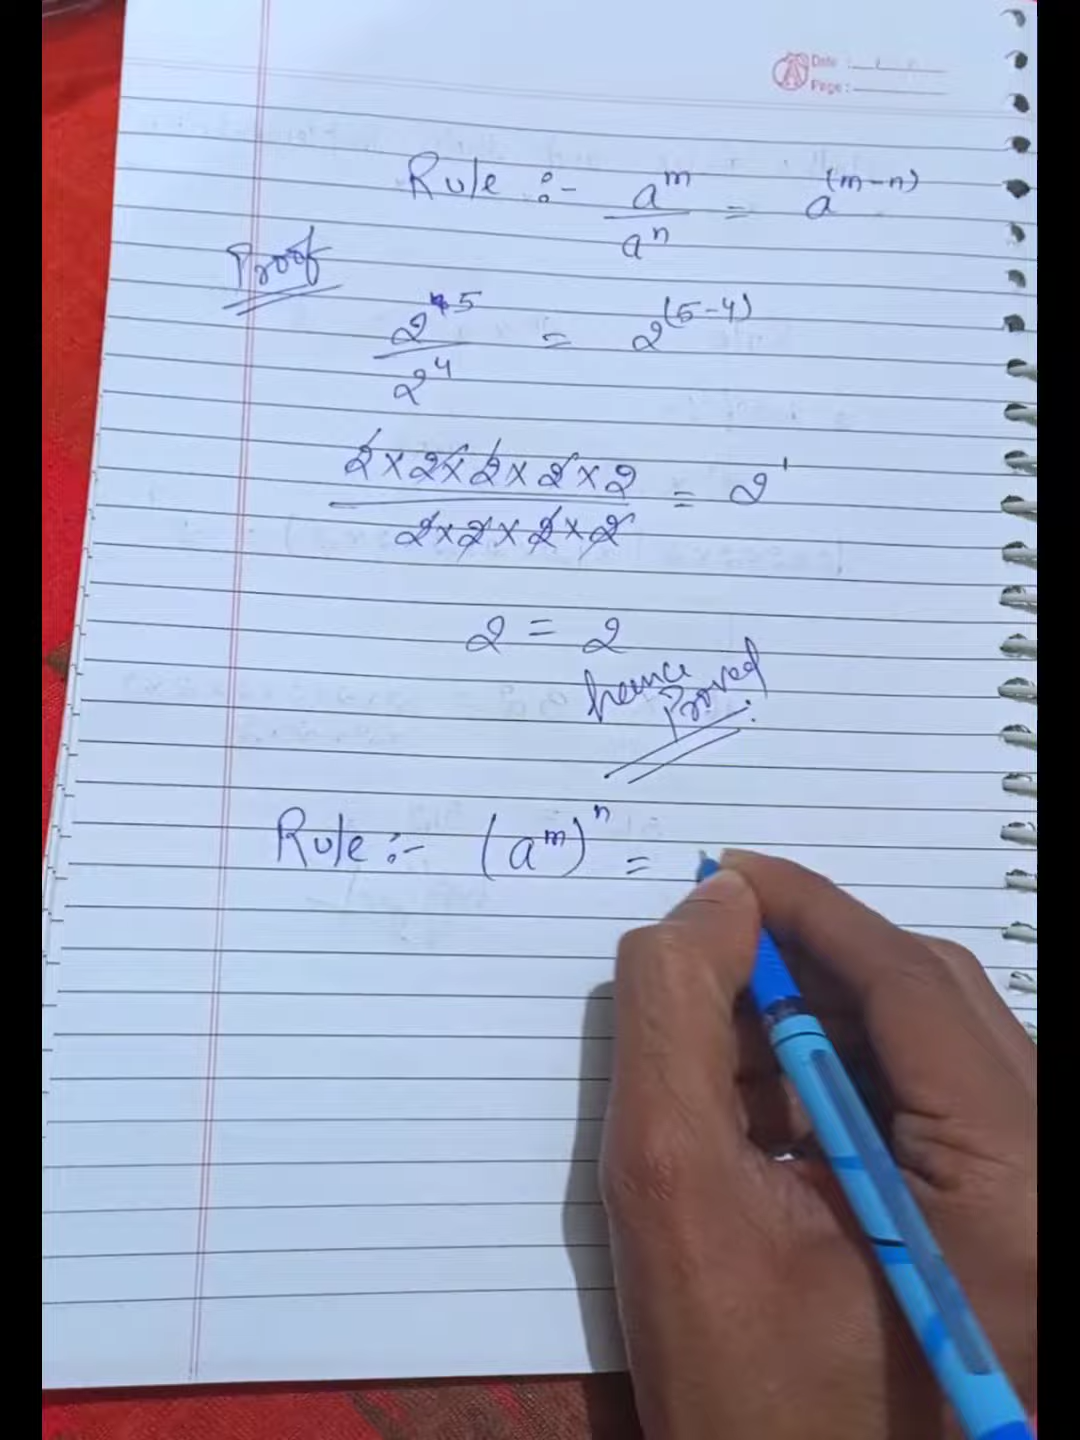 Date :
Page :
Rule :- a^m / a^n = a^(m-n)
Proof
2^5 / 2^4 = 2^(5-4)
2×2×2×2×2 / 2×2×2×2 = 2^1
2 = 2
hence
Proved
Rule :- (a^m)^n =